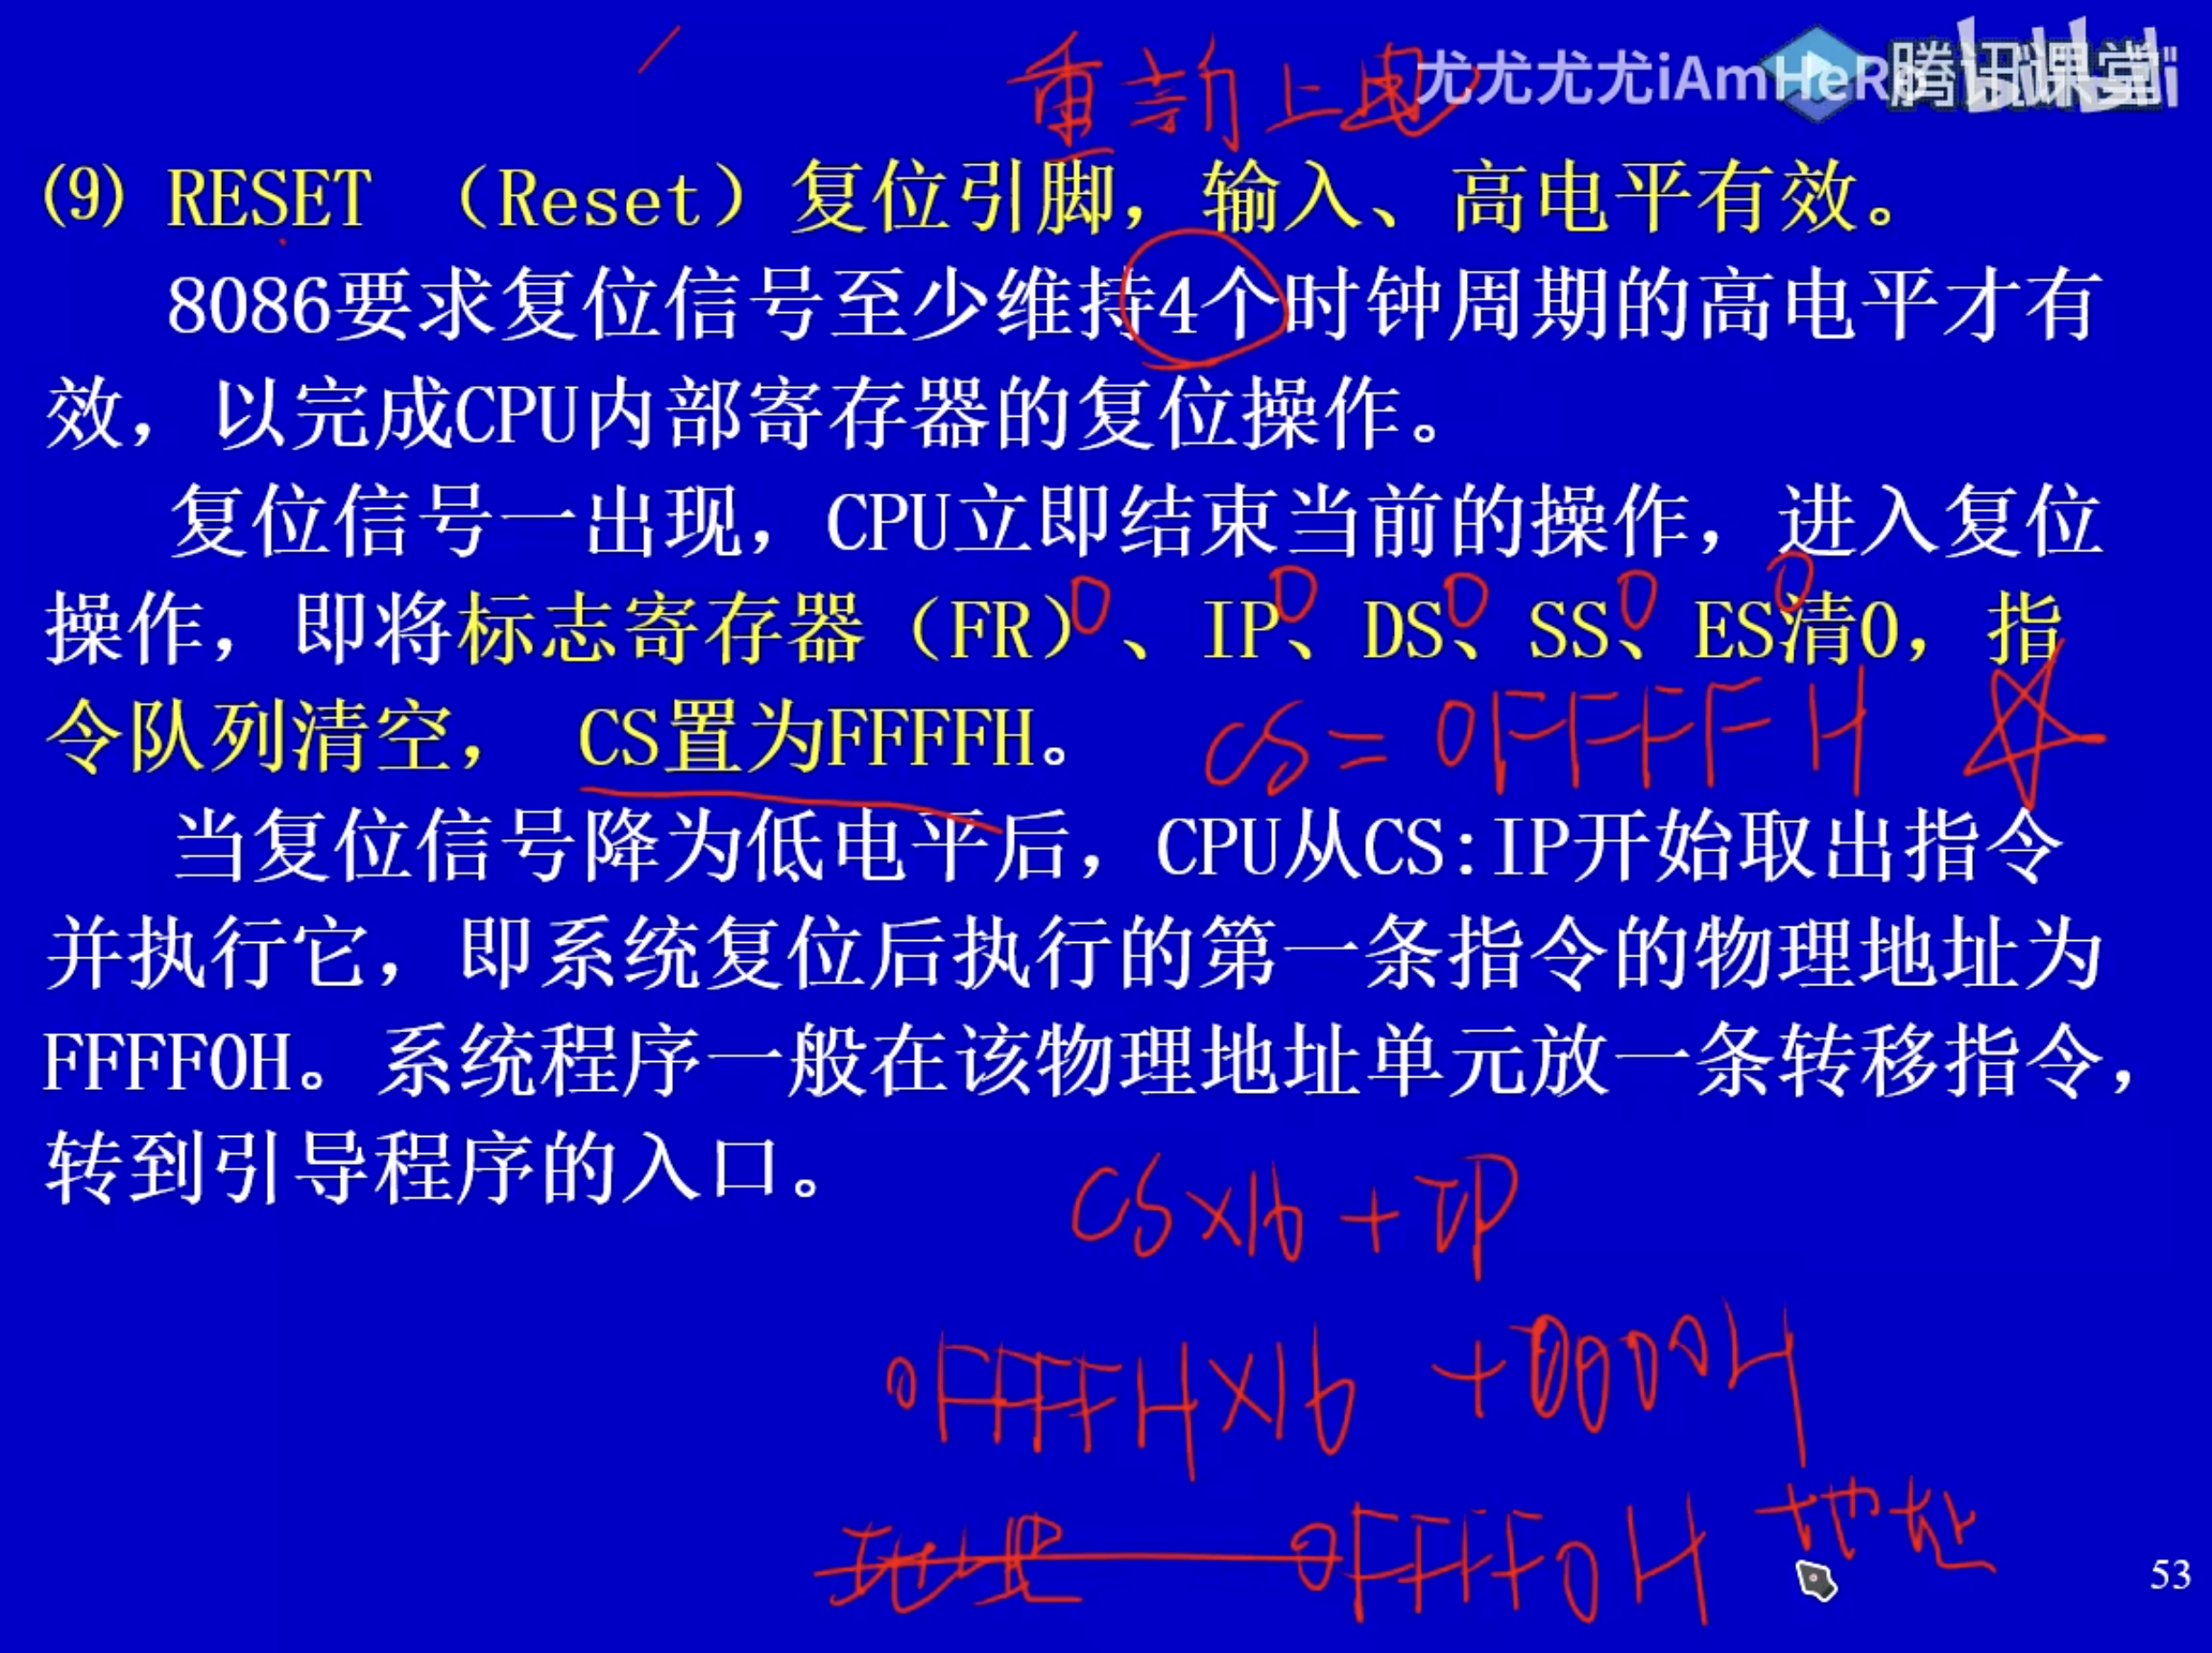 重新上电
尤尤尤尤iAmHeRo 腾讯课堂 bilibili
(9) RESET （Reset）复位引脚，输入、高电平有效。
8086要求复位信号至少维持4个时钟周期的高电平才有
效，以完成CPU内部寄存器的复位操作。
复位信号一出现，CPU立即结束当前的操作，进入复位
0 0 0 0 0
操作，即将标志寄存器（FR）、IP、DS、SS、ES清0，指
令队列清空， CS置为FFFFH。 CS = 0FFFFH
当复位信号降为低电平后，CPU从CS:IP开始取出指令
并执行它，即系统复位后执行的第一条指令的物理地址为
FFFF0H。系统程序一般在该物理地址单元放一条转移指令，
转到引导程序的入口。
CS×16 + IP
0FFFFH×16 + 0000H
0FFFF0H 地址
53